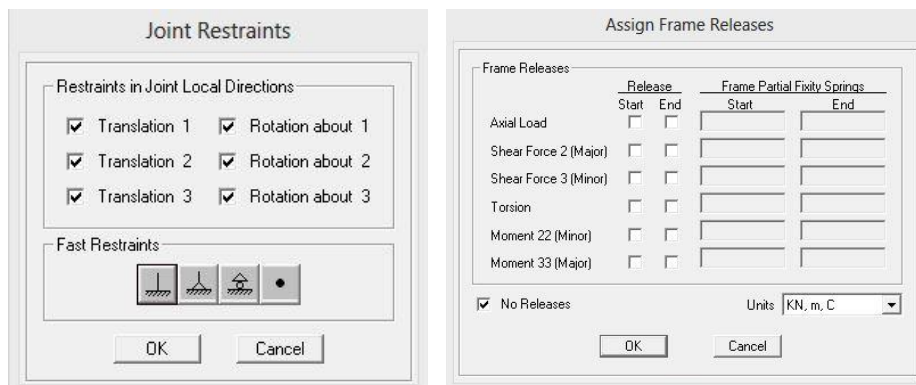 Joint Restraints
Restraints in Joint Local Directions
Translation 1 Rotation about 1
Translation 2 Rotation about 2
Translation 3 Rotation about 3
Fast Restraints
OK Cancel
Assign Frame Releases
Frame Releases
Release Frame Partial Fixity Springs
Start End Start End
Axial Load
Shear Force 2 (Major)
Shear Force 3 (Minor)
Torsion
Moment 22 (Minor)
Moment 33 (Major)
No Releases Units KN, m, C
OK Cancel